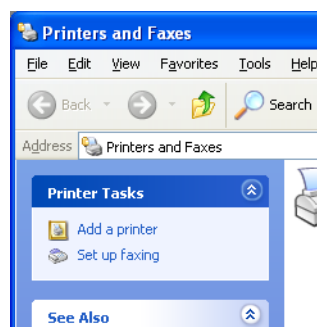 Printers and Faxes
File Edit View Favorites Tools Help
Back Search
Address Printers and Faxes
Printer Tasks
Add a printer
Set up faxing
See Also